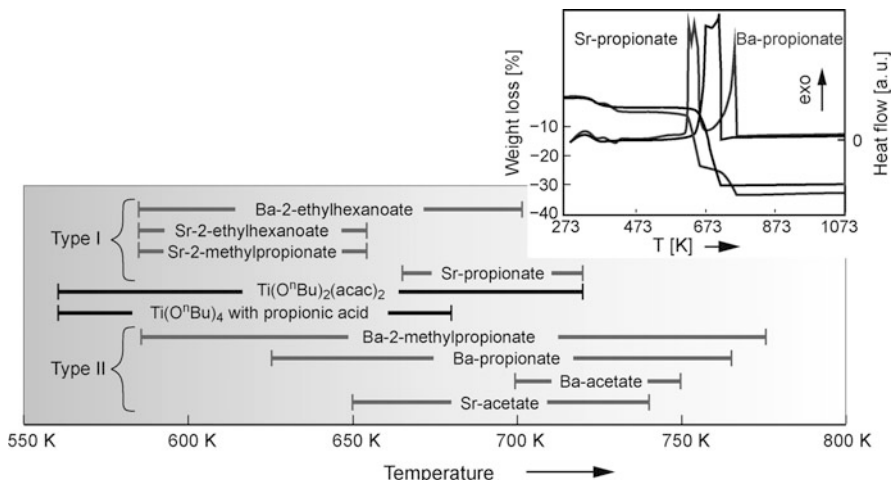 Sr-propionate Ba-propionate
Weight loss [%]
exo
Heat flow [a.u.]
−10
−20
−30
−40
0
273 473 673 873 1073
T [K]
Type I
Ba-2-ethylhexanoate
Sr-2-ethylhexanoate
Sr-2-methylpropionate
Sr-propionate
Ti(OⁿBu)₂(acac)₂
Ti(OⁿBu)₄ with propionic acid
Type II
Ba-2-methylpropionate
Ba-propionate
Ba-acetate
Sr-acetate
550 K 600 K 650 K 700 K 750 K 800 K
Temperature